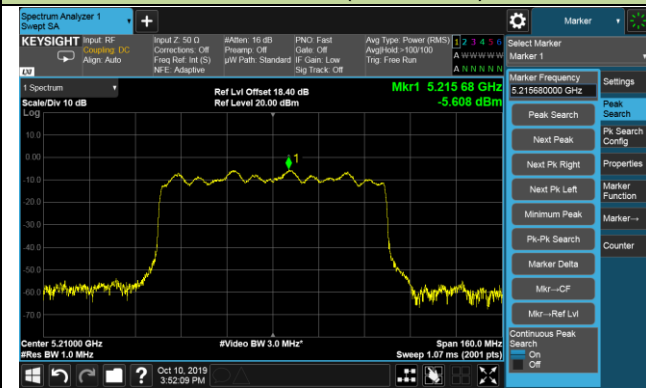 Spectrum Analyzer 1
Swept SA
+
Marker
KEYSIGHT
Input: RF
Coupling: DC
Align: Auto
Input Z: 50 Ω
Corrections: Off
Freq Ref: Int (S)
NFE: Adaptive
#Atten: 16 dB
Preamp: Off
µW Path: Standard
PNO: Fast
Gate: Off
IF Gain: Low
Sig Track: Off
Avg Type: Power (RMS)
Avg|Hold:>100/100
Trig: Free Run
1 2 3 4 5 6
A W W W W W
A N N N N N
LXI
Select Marker
Marker 1
1 Spectrum
Scale/Div 10 dB
Log
Ref Lvl Offset 18.40 dB
Ref Level 20.00 dBm
Mkr1 5.215 68 GHz
-5.608 dBm
10.0
0.00
-10.0
-20.0
-30.0
-40.0
-50.0
-60.0
-70.0
1
Center 5.21000 GHz
#Res BW 1.0 MHz
#Video BW 3.0 MHz*
Span 160.0 MHz
Sweep 1.07 ms (2001 pts)
Marker Frequency
5.215680000 GHz
Peak Search
Next Peak
Next Pk Right
Next Pk Left
Minimum Peak
Pk-Pk Search
Marker Delta
Mkr→CF
Mkr→Ref Lvl
Continuous Peak
Search
On
Off
Settings
Peak
Search
Pk Search
Config
Properties
Marker
Function
Marker→
Counter
?
Oct 10, 2019
3:52:09 PM